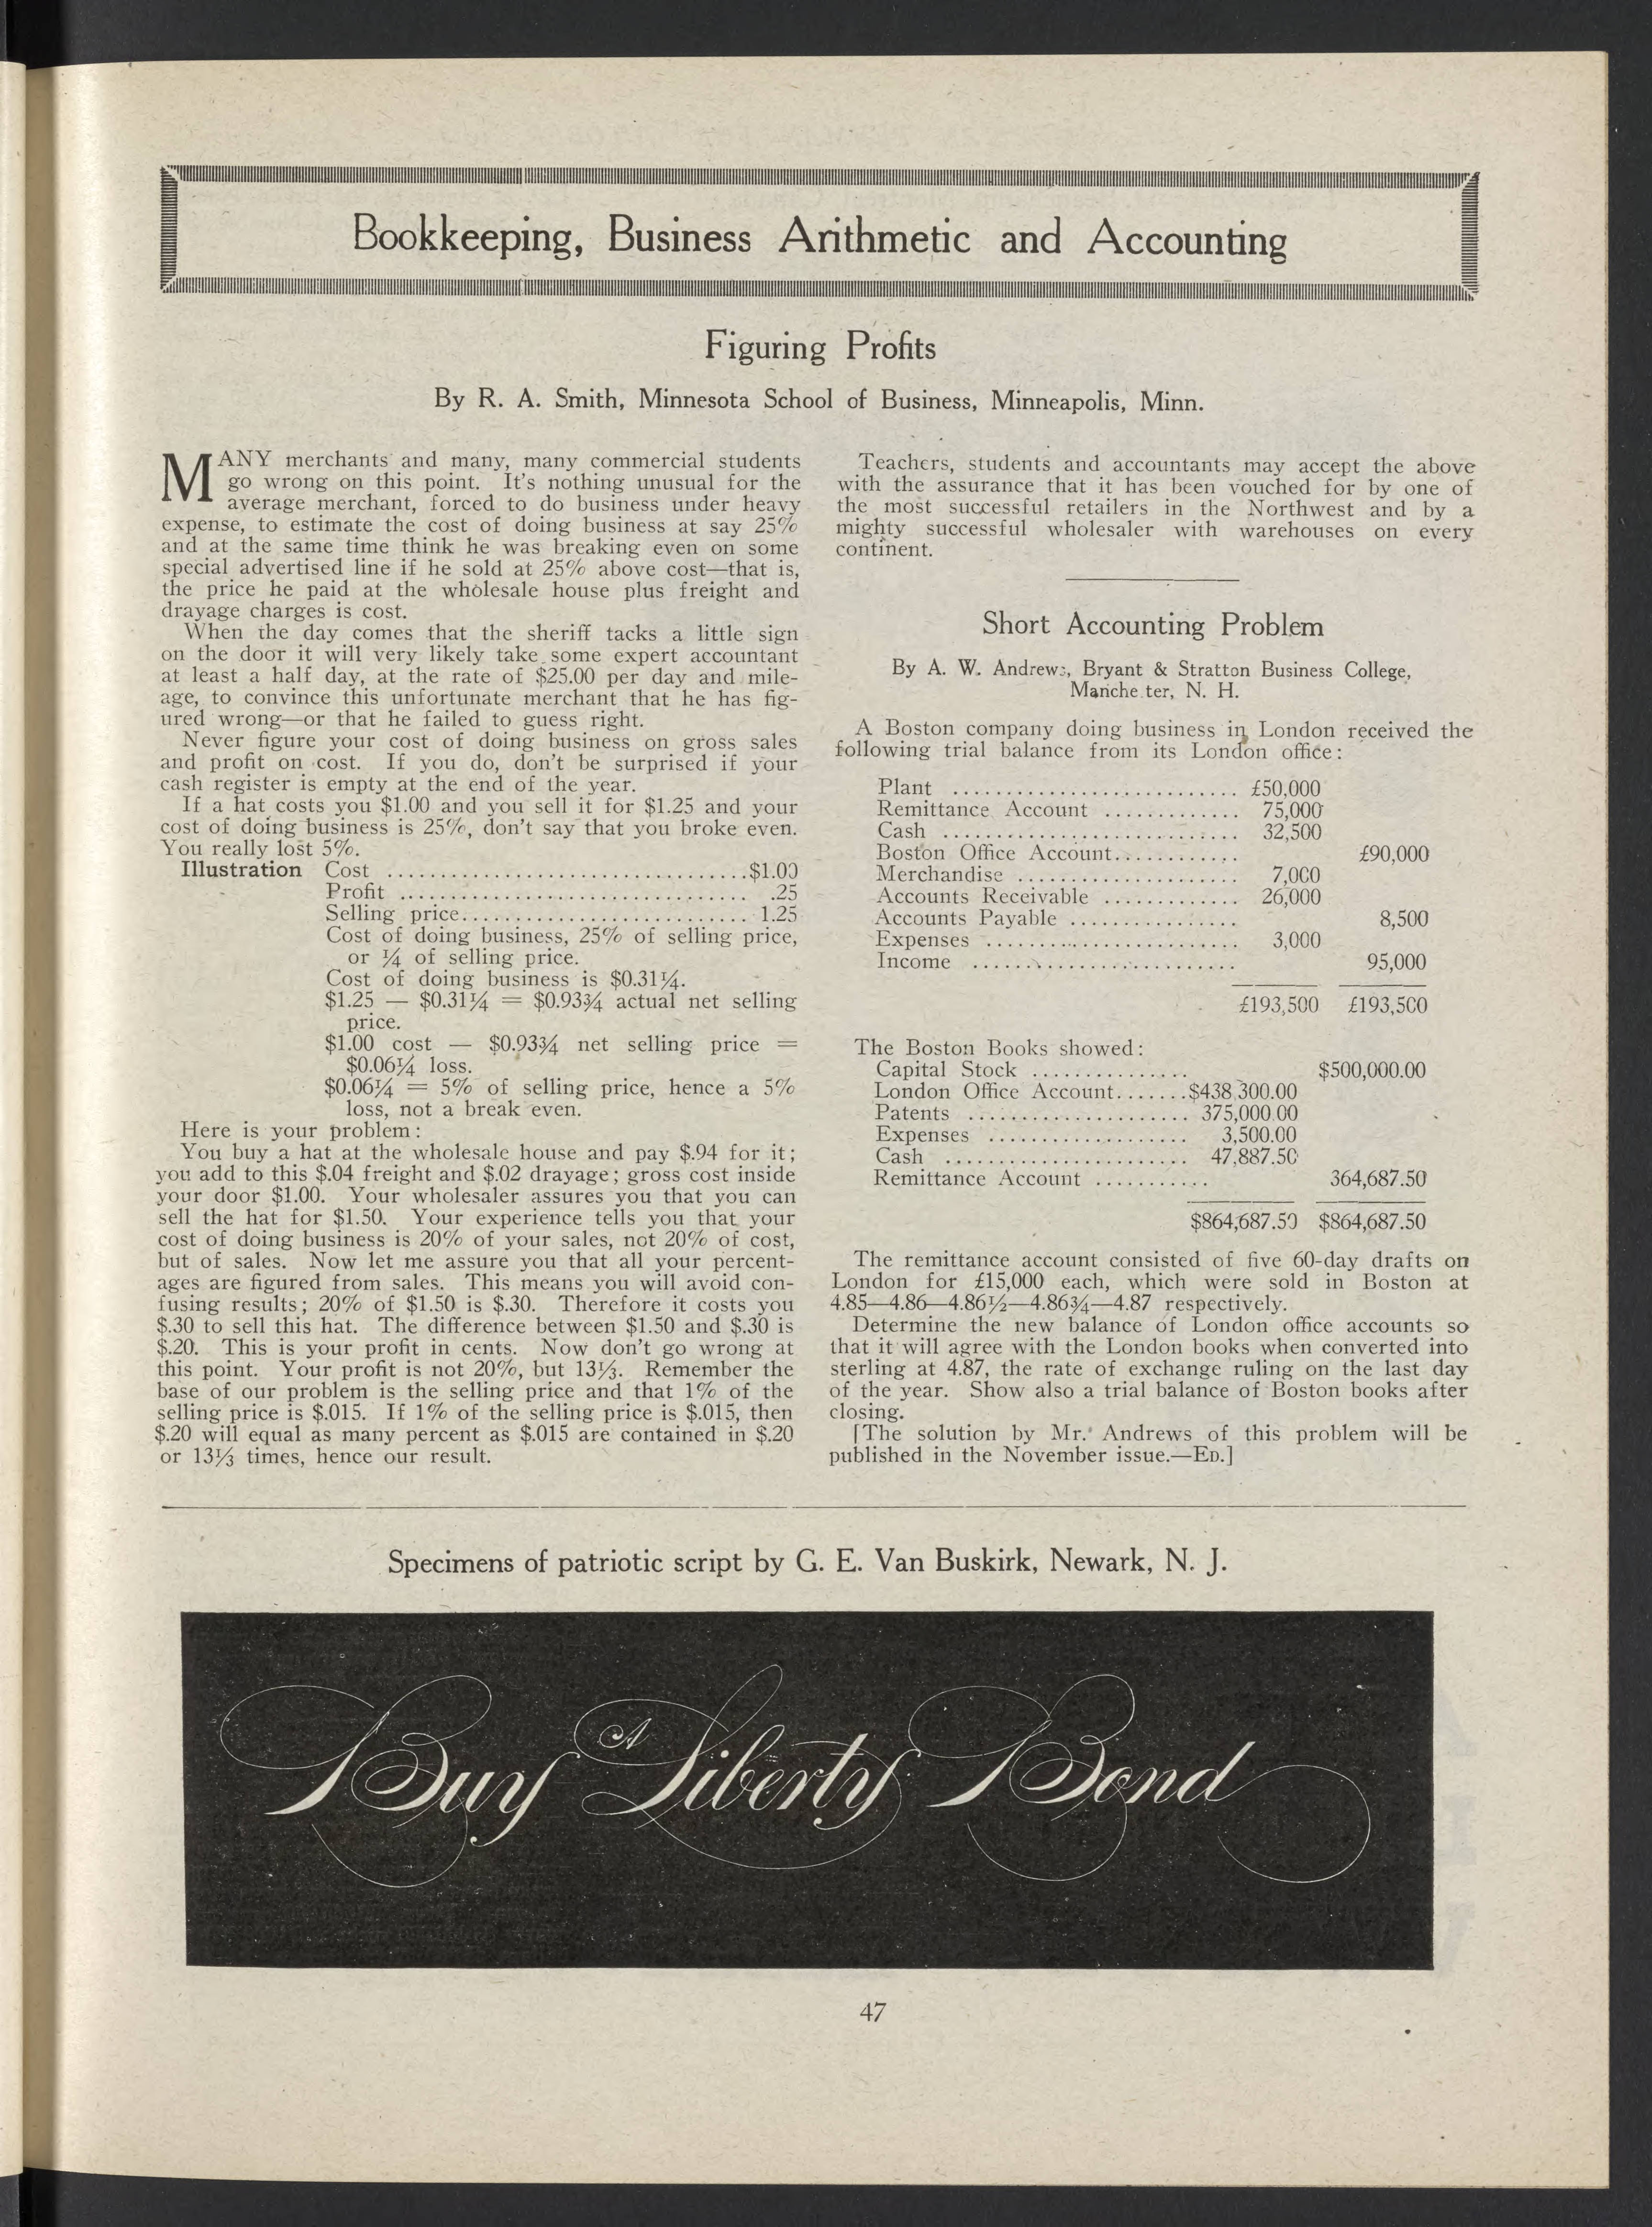 Bookkeeping, Business Arithmetic and Accounting
Figuring Profits
By R. A. Smith, Minnesota School of Business, Minneapolis, Minn.
MANY merchants and many, many commercial students
go wrong on this point. It's nothing unusual for the
average merchant, forced to do business under heavy
expense, to estimate the cost of doing business at say 25%
and at the same time think he was breaking even on some
special advertised line if he sold at 25% above cost—that is,
the price he paid at the wholesale house plus freight and
drayage charges is cost.
When the day comes that the sheriff tacks a little sign
on the door it will very likely take some expert accountant
at least a half day, at the rate of $25.00 per day and mile-
age, to convince this unfortunate merchant that he has fig-
ured wrong—or that he failed to guess right.
Never figure your cost of doing business on gross sales
and profit on cost. If you do, don't be surprised if your
cash register is empty at the end of the year.
If a hat costs you $1.00 and you sell it for $1.25 and your
cost of doing business is 25%, don't say that you broke even.
You really lost 5%.
Illustration Cost ..................................$1.00
Profit ................................. .25
Selling price........................... 1.25
Cost of doing business, 25% of selling price,
or ¼ of selling price.
Cost of doing business is $0.31¼.
$1.25 — $0.31¼ = $0.93¾ actual net selling
price.
$1.00 cost — $0.93¾ net selling price =
$0.06¼ loss.
$0.06¼ = 5% of selling price, hence a 5%
loss, not a break even.
Here is your problem:
You buy a hat at the wholesale house and pay $.94 for it;
you add to this $.04 freight and $.02 drayage; gross cost inside
your door $1.00. Your wholesaler assures you that you can
sell the hat for $1.50. Your experience tells you that your
cost of doing business is 20% of your sales, not 20% of cost,
but of sales. Now let me assure you that all your percent-
ages are figured from sales. This means you will avoid con-
fusing results; 20% of $1.50 is $.30. Therefore it costs you
$.30 to sell this hat. The difference between $1.50 and $.30 is
$.20. This is your profit in cents. Now don't go wrong at
this point. Your profit is not 20%, but 13⅓. Remember the
base of our problem is the selling price and that 1% of the
selling price is $.015. If 1% of the selling price is $.015, then
$.20 will equal as many percent as $.015 are contained in $.20
or 13⅓ times, hence our result.
Teachers, students and accountants may accept the above
with the assurance that it has been vouched for by one of
the most successful retailers in the Northwest and by a
mighty successful wholesaler with warehouses on every
continent.
Short Accounting Problem
By A. W. Andrews, Bryant & Stratton Business College,
Manche ter, N. H.
A Boston company doing business in London received the
following trial balance from its London office:
Plant ........................... £50,000
Remittance Account ............. 75,000
Cash ............................ 32,500
Boston Office Account............ £90,000
Merchandise ..................... 7,000
Accounts Receivable ............. 26,000
Accounts Payable ................ 8,500
Expenses ........................ 3,000
Income ......................... 95,000
£193,500 £193,500
The Boston Books showed:
Capital Stock ............... $500,000.00
London Office Account.......$438,300.00
Patents ..................... 375,000.00
Expenses ................... 3,500.00
Cash ....................... 47,887.50
Remittance Account ........... 364,687.50
$864,687.50 $864,687.50
The remittance account consisted of five 60-day drafts on
London for £15,000 each, which were sold in Boston at
4.85—4.86—4.86½—4.86¾—4.87 respectively.
Determine the new balance of London office accounts so
that it will agree with the London books when converted into
sterling at 4.87, the rate of exchange ruling on the last day
of the year. Show also a trial balance of Boston books after
closing.
[The solution by Mr. Andrews of this problem will be
published in the November issue.—ED.]
Specimens of patriotic script by G. E. Van Buskirk, Newark, N. J.
Buy A Liberty Bond
47